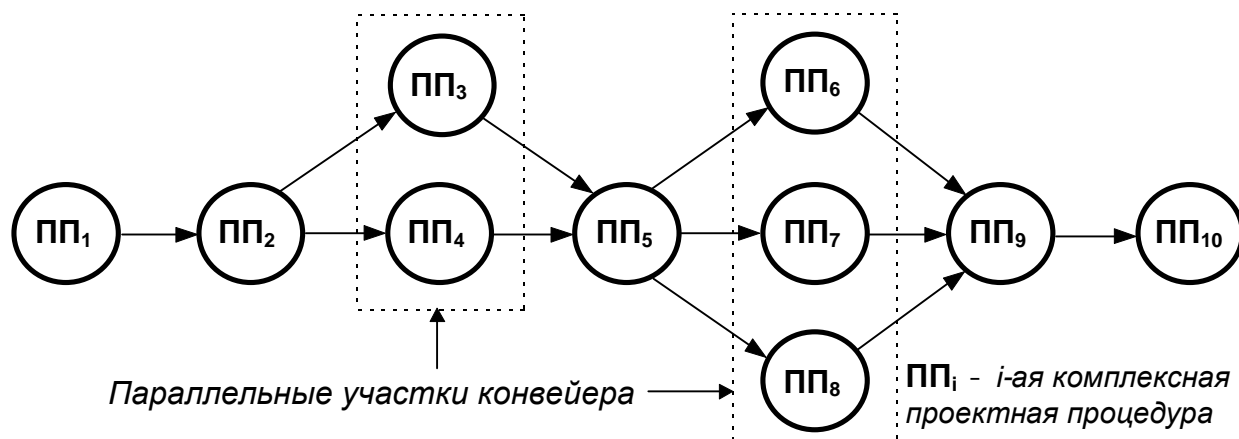 ПП3
ПП6
ПП1
ПП2
ПП4
ПП5
ПП7
ПП9
ПП10
ПП8
Параллельные участки конвейера
ППi - i-ая комплексная
проектная процедура